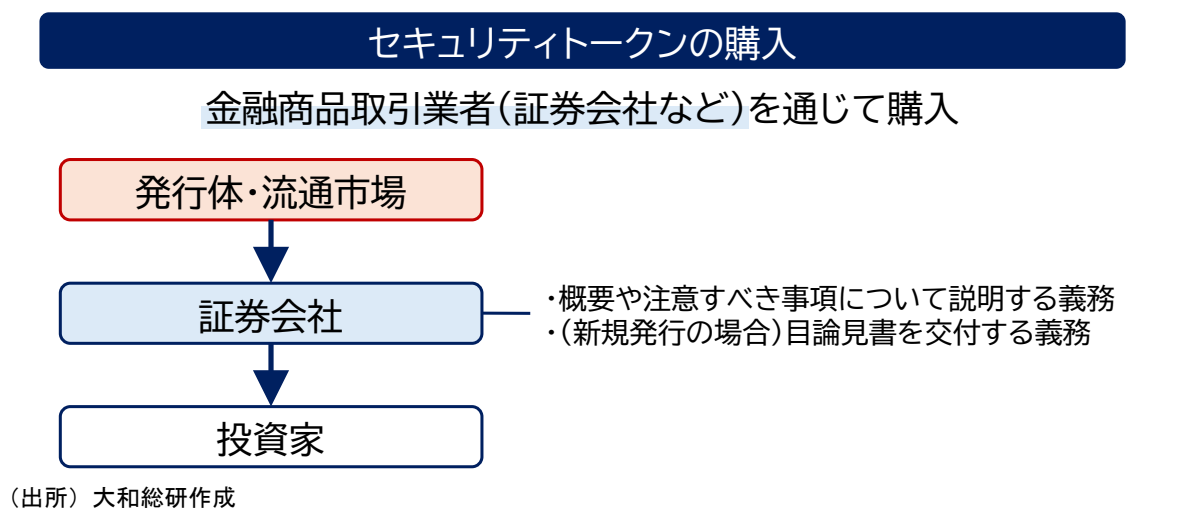 セキュリティトークンの購入
金融商品取引業者(証券会社など)を通じて購入
発行体・流通市場
証券会社
・概要や注意すべき事項について説明する義務
・(新規発行の場合)目論見書を交付する義務
投資家
（出所）大和総研作成